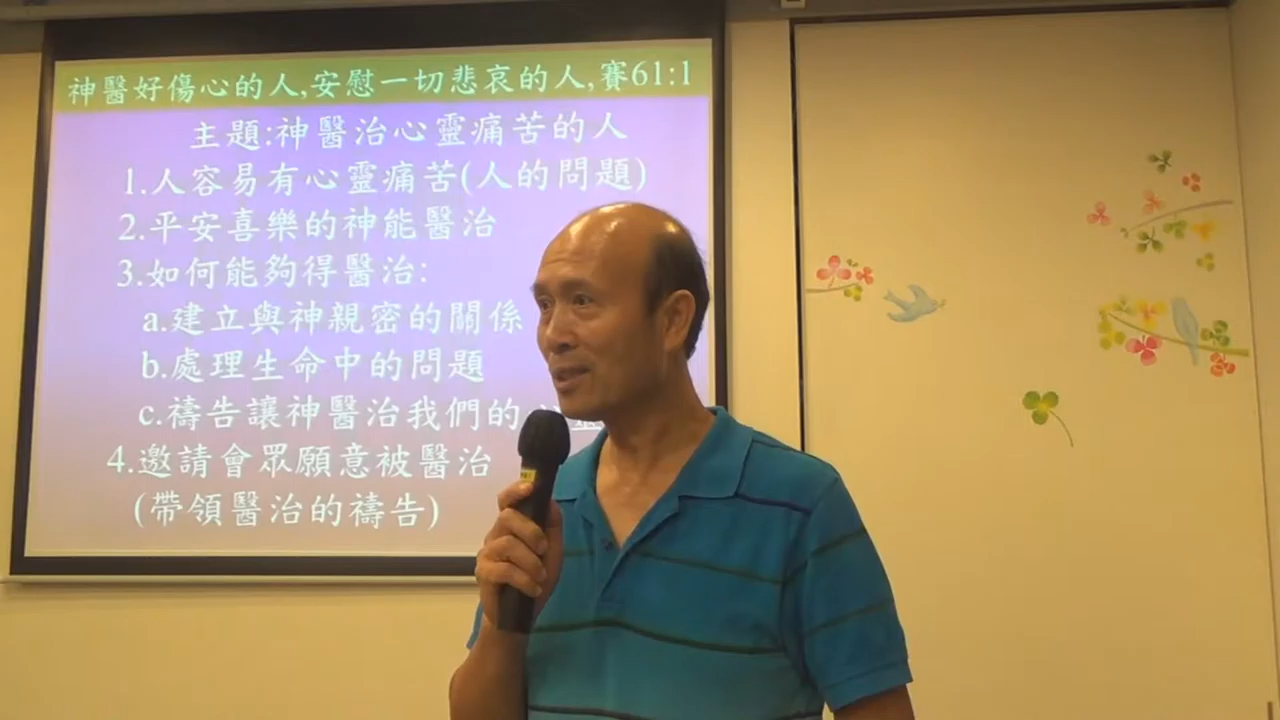 神醫好傷心的人,安慰一切悲哀的人,賽61:1
主題:神醫治心靈痛苦的人
1.人容易有心靈痛苦(人的問題)
2.平安喜樂的神能醫治
3.如何能夠得醫治:
a.建立與神親密的關係
b.處理生命中的問題
c.禱告讓神醫治我們的
4.邀請會眾願意被醫治
(帶領醫治的禱告)